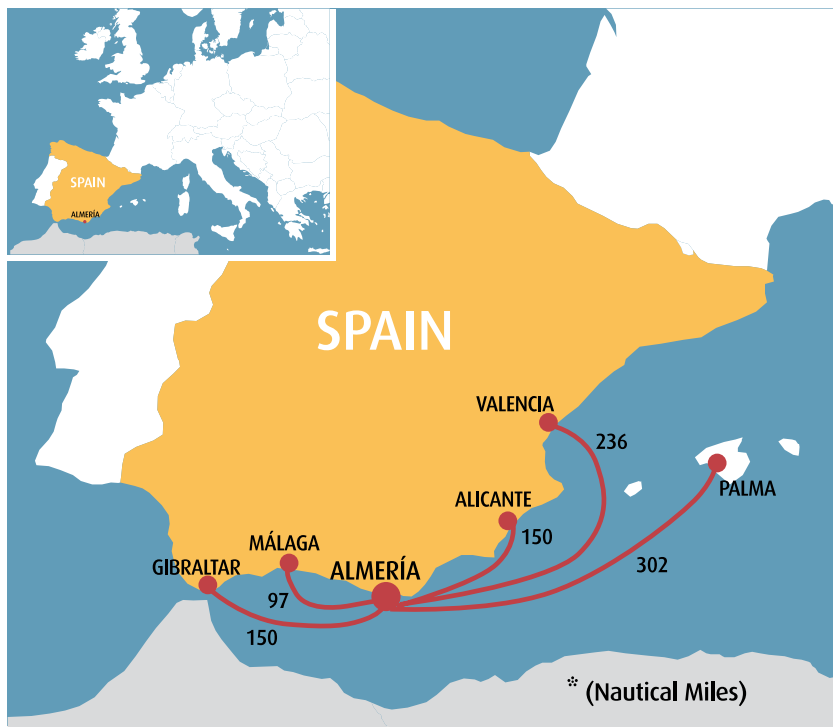 SPAIN
ALMERÍA
SPAIN
VALENCIA
236
PALMA
ALICANTE
150
MÁLAGA
GIBRALTAR
ALMERÍA
302
97
150
* (Nautical Miles)